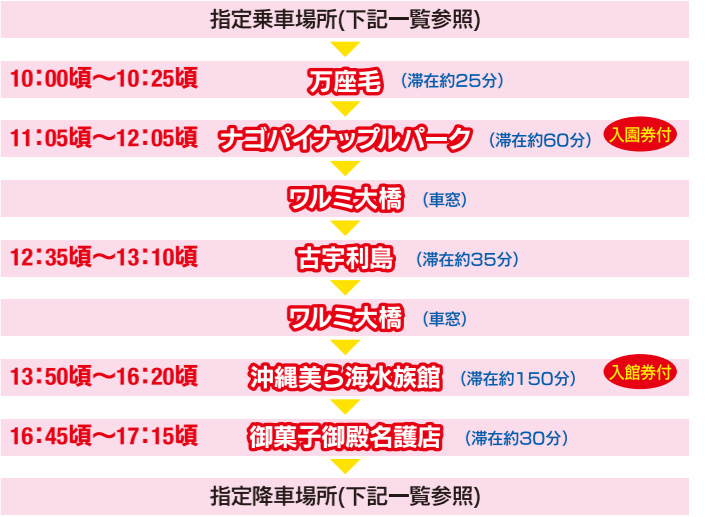 指定乗車場所(下記一覧参照)
10:00頃〜10:25頃 万座毛 (滞在約25分)
11:05頃〜12:05頃 ナゴパイナップルパーク (滞在約60分) 入園券付
ワルミ大橋 (車窓)
12:35頃〜13:10頃 古宇利島 (滞在約35分)
ワルミ大橋 (車窓)
13:50頃〜16:20頃 沖縄美ら海水族館 (滞在約150分) 入館券付
16:45頃〜17:15頃 御菓子御殿名護店 (滞在約30分)
指定降車場所(下記一覧参照)